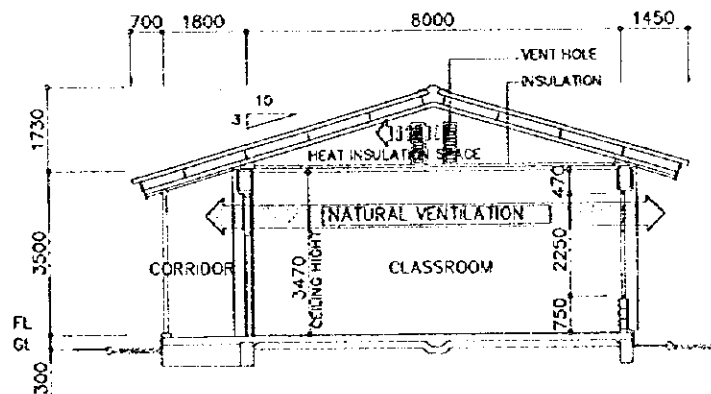 700 1800 8000 1450
VENT HOLE
INSULATION
10
3
1730
HEAT INSULATION SPACE
470
NATURAL VENTILATION
3500
CORRIDOR
3470
CEILING HIGHT
CLASSROOM
2250
750
FL
GL
300